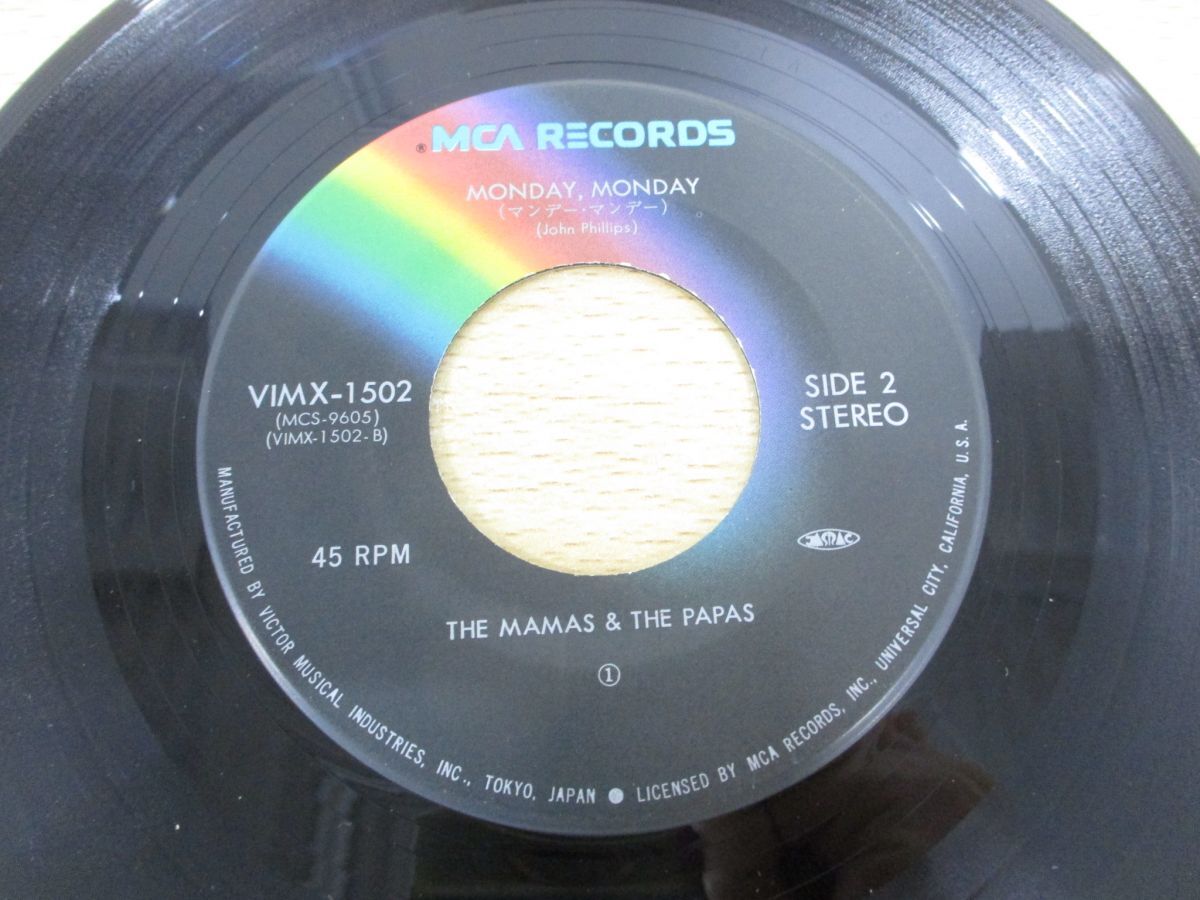 ® MCA RECORDS
MONDAY, MONDAY
(マンデー・マンデー)
(John Phillips)
VIMX-1502
(MCS-9605)
(VIMX-1502-B)
SIDE 2
STEREO
45 RPM
JASRAC
THE MAMAS & THE PAPAS
①
MANUFACTURED BY VICTOR MUSICAL INDUSTRIES, INC., TOKYO, JAPAN ● LICENSED BY MCA RECORDS, INC., UNIVERSAL CITY, CALIFORNIA, U.S.A.